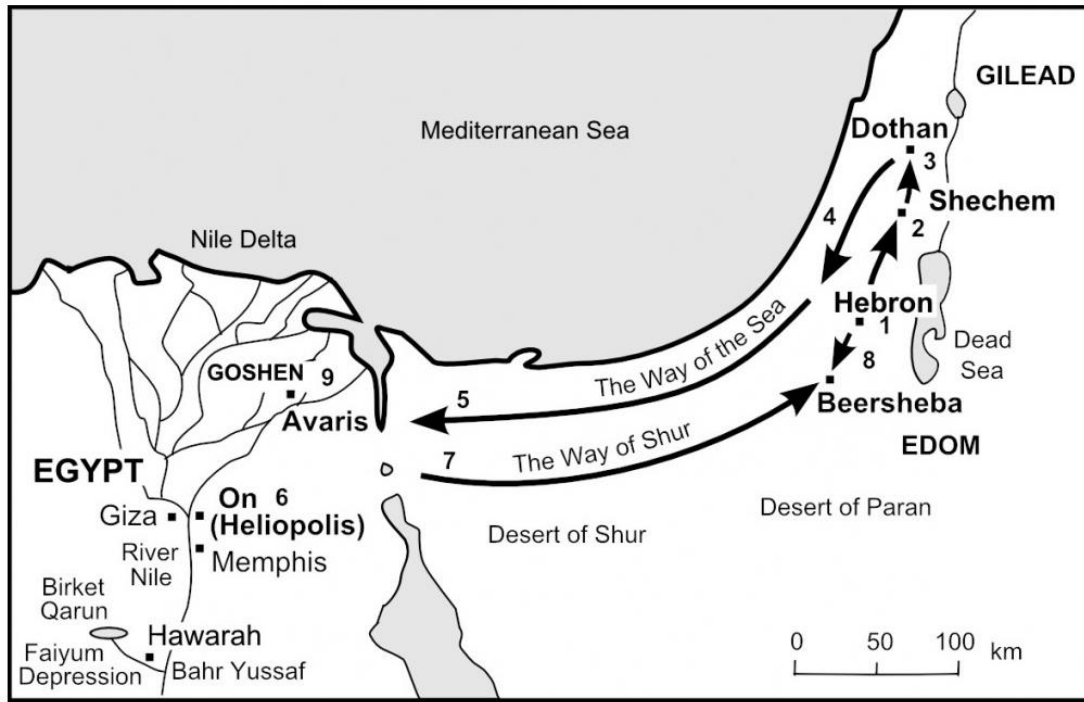 GILEAD
Mediterranean Sea
Dothan
3
Shechem
4
2
Nile Delta
Hebron
1
The Way of the Sea
Dead
Sea
8
GOSHEN 9
5
Beersheba
Avaris
The Way of Shur
EDOM
7
EGYPT
On 6
(Heliopolis)
Giza
Desert of Paran
Desert of Shur
River
Nile
Memphis
Birket
Qarun
Hawarah
Faiyum
Depression
Bahr Yussaf
0 50 100 km